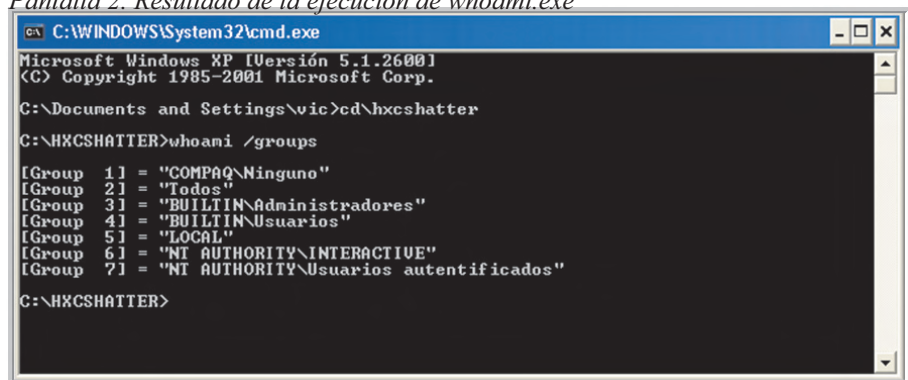 Pantalla 2. Resultado de la ejecución de whoami.exe
C:\WINDOWS\System32\cmd.exe
Microsoft Windows XP [Versión 5.1.2600]
(C) Copyright 1985-2001 Microsoft Corp.
C:\Documents and Settings\vic>cd\hxcshatter
C:\HXCSHATTER>whoami /groups
[Group  1] = "COMPAQ\Ninguno"
[Group  2] = "Todos"
[Group  3] = "BUILTIN\Administradores"
[Group  4] = "BUILTIN\Usuarios"
[Group  5] = "LOCAL"
[Group  6] = "NT AUTHORITY\INTERACTIVE"
[Group  7] = "NT AUTHORITY\Usuarios autentificados"
C:\HXCSHATTER>